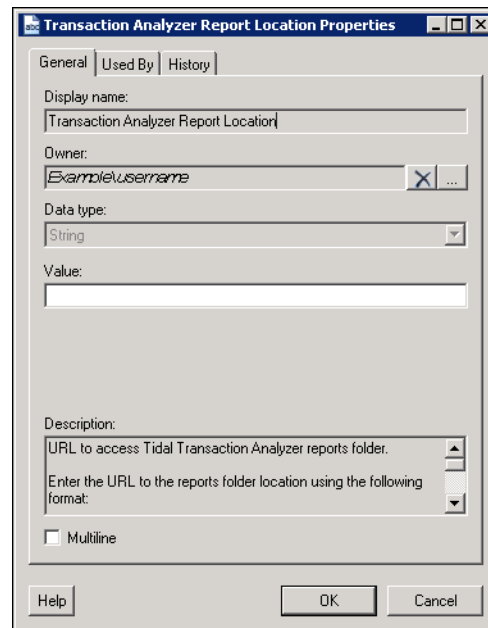 Transaction Analyzer Report Location Properties
General Used By History
Display name:
Transaction Analyzer Report Location
Owner:
Example\username
...
Data type:
String
Value:
Description:
URL to access Tidal Transaction Analyzer reports folder.
Enter the URL to the reports folder location using the following
format:
Multiline
Help OK Cancel